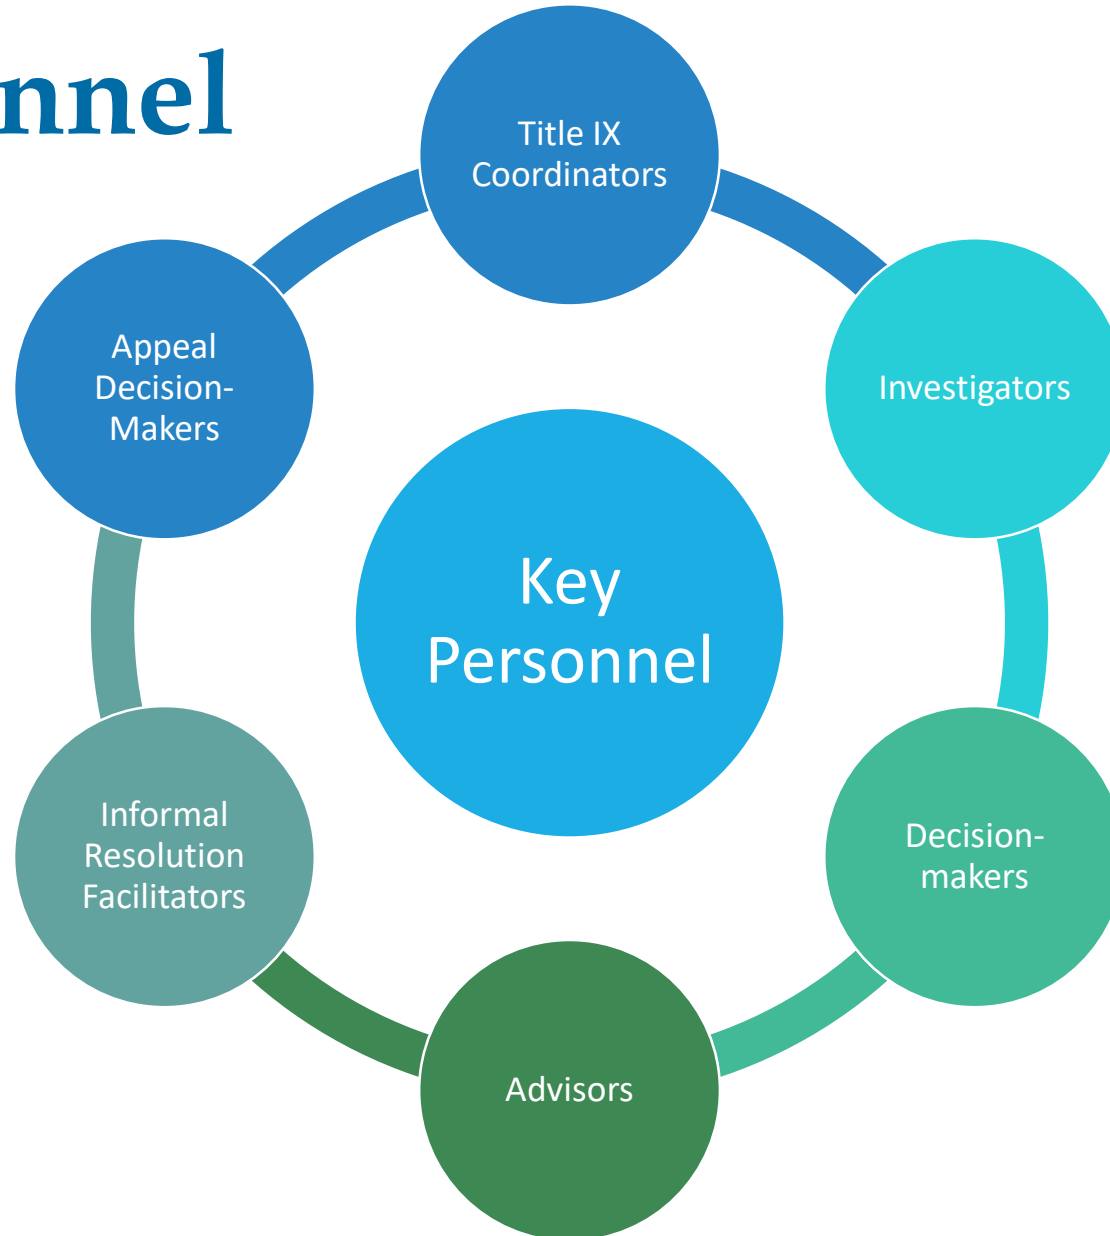 nnel
Title IX
Coordinators
Investigators
Decision-
makers
Advisors
Informal
Resolution
Facilitators
Appeal
Decision-
Makers
Key
Personnel